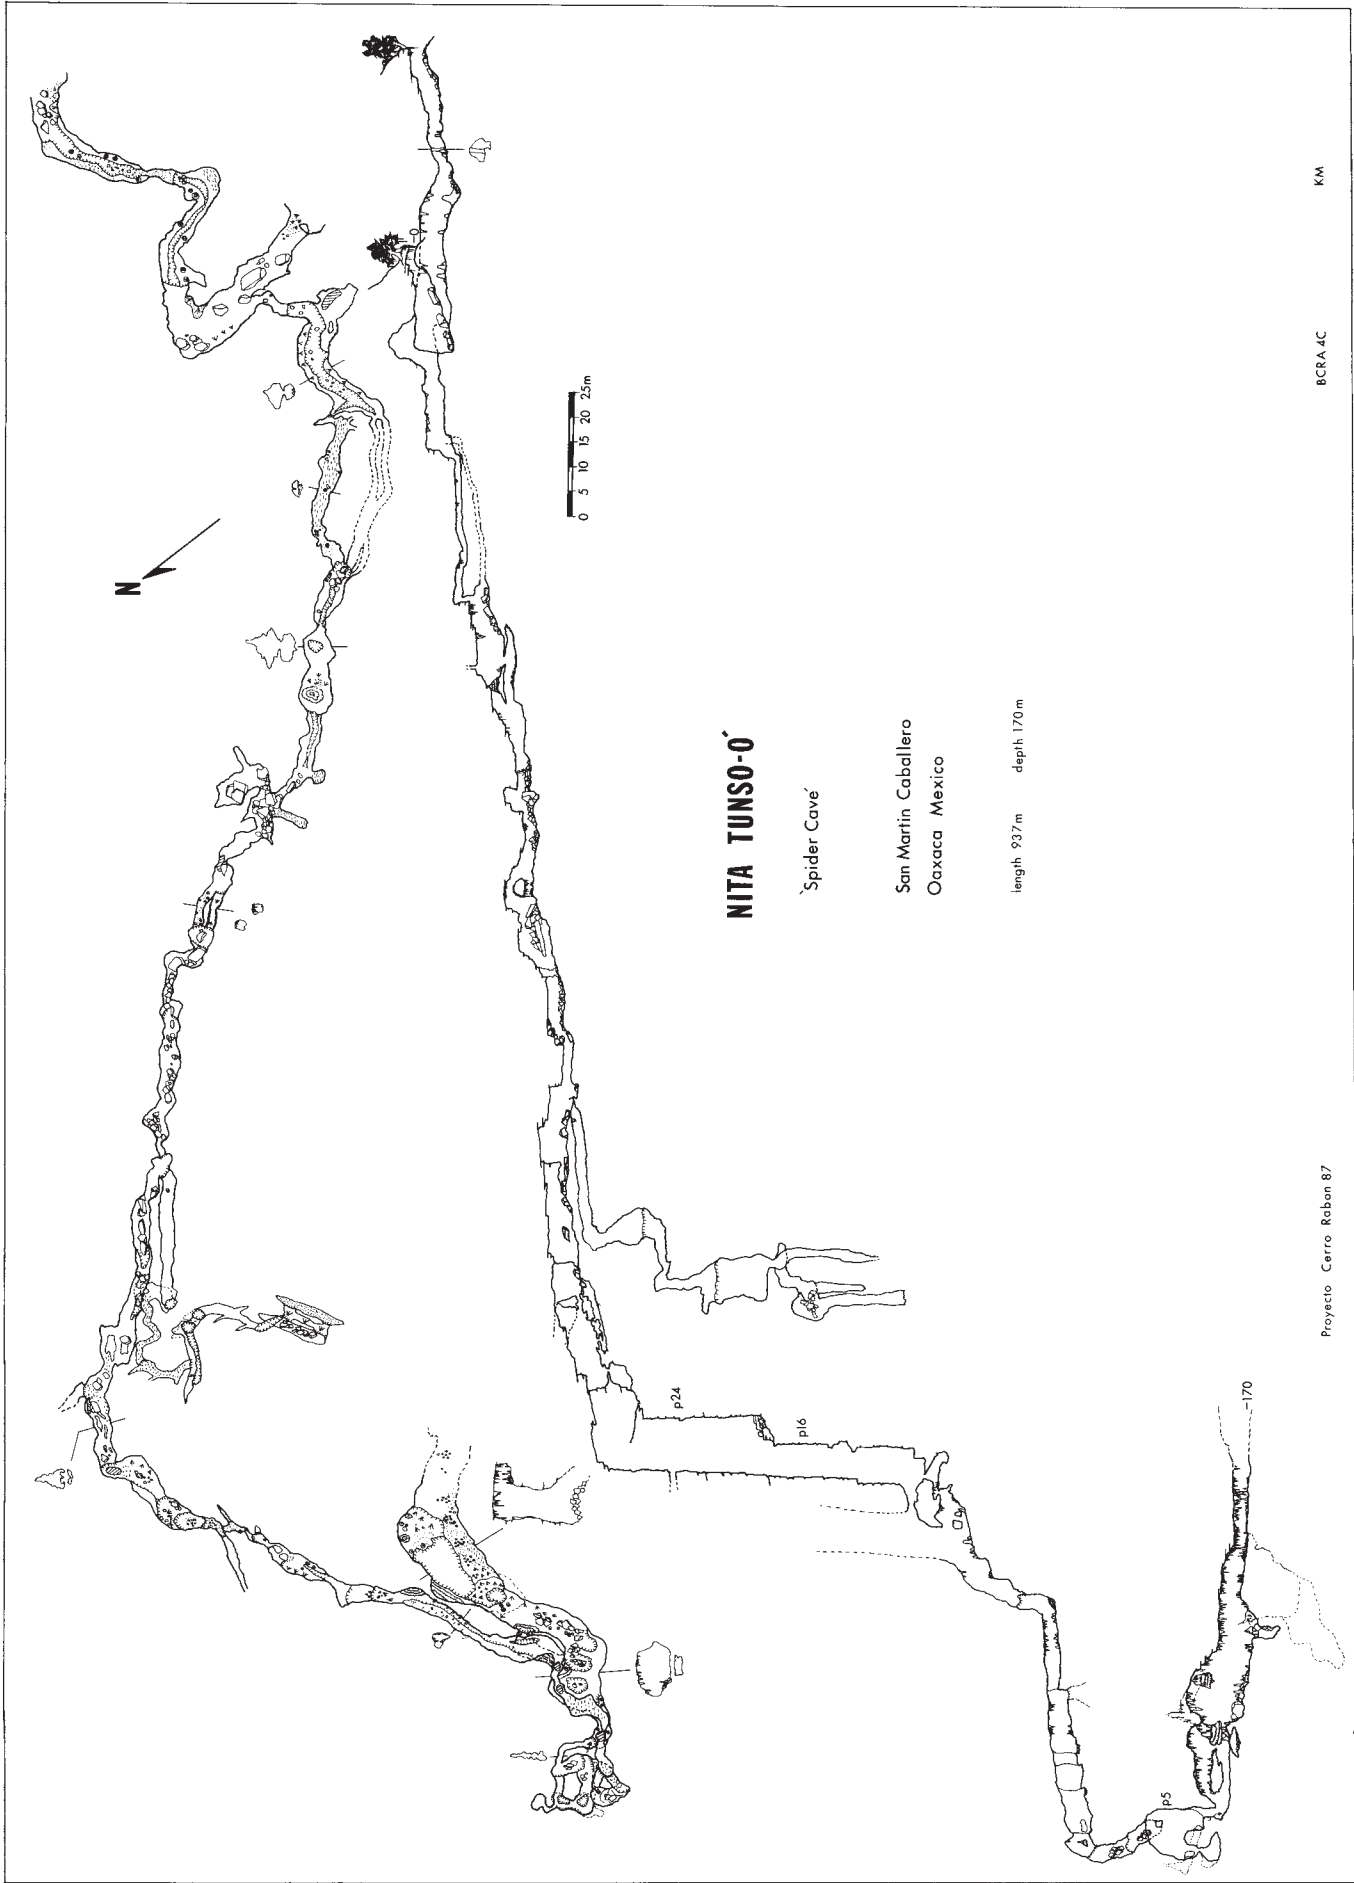 N
-0
0 5 10 15 20 25m
NITA TUNSO-O´
`Spider Cave´
San Martin Caballero
Oaxaca Mexico
length 937m depth 170m
p24
p16
p5
-170
Proyecto Cerro Rabon 87
BCRA 4C
KM